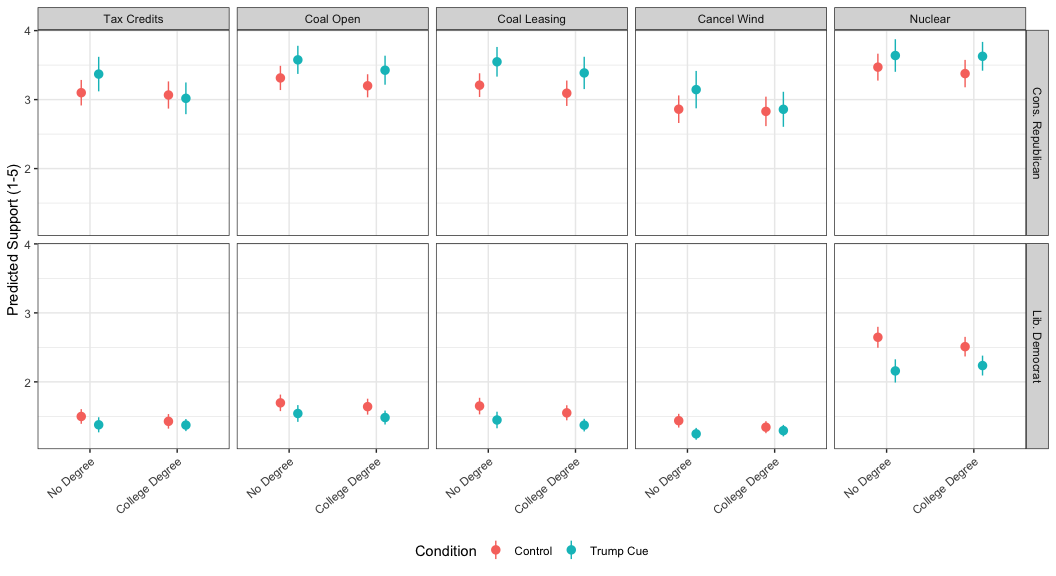 Tax Credits
Coal Open
Coal Leasing
Cancel Wind
Nuclear
Predicted Support (1-5)
4
3
2
Cons. Republican
4
3
2
Lib. Democrat
No Degree
College Degree
No Degree
College Degree
No Degree
College Degree
No Degree
College Degree
No Degree
College Degree
Condition Control Trump Cue